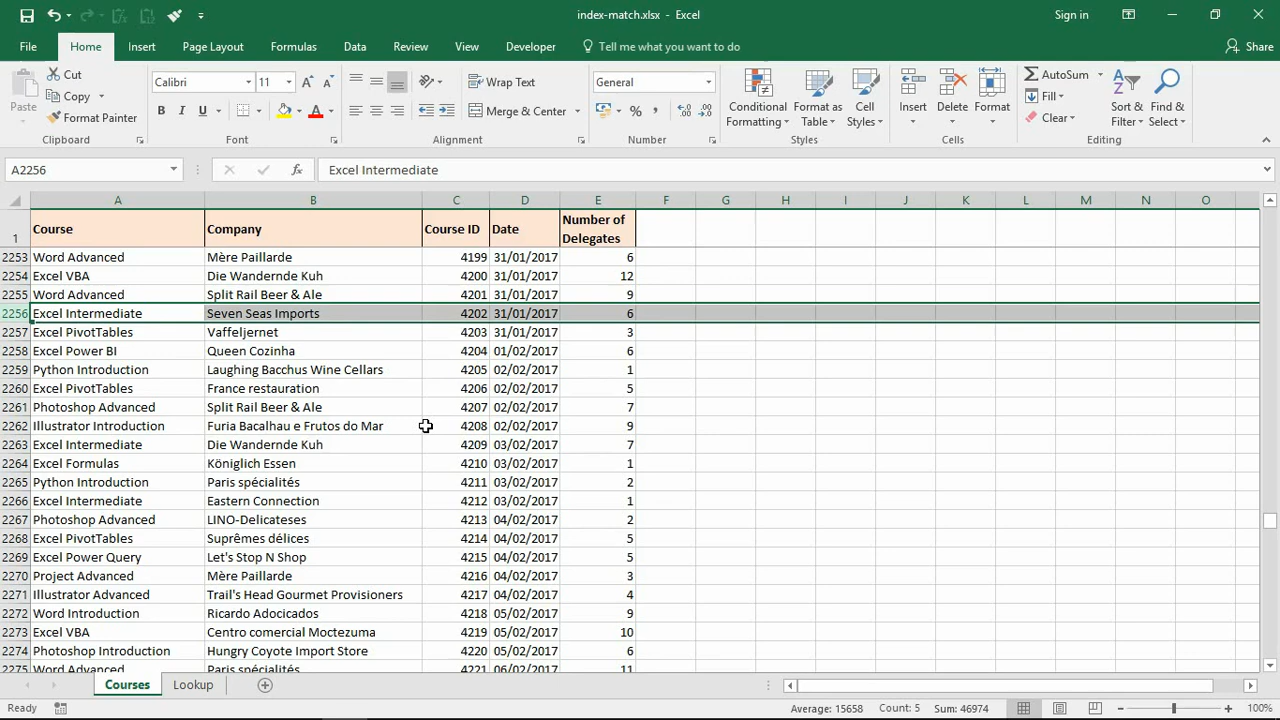 index-match.xlsx - Excel
Sign in
File Home Insert Page Layout Formulas Data Review View Developer Tell me what you want to do Share
Paste Cut Copy Format Painter Clipboard
Calibri 11 B I U A A A Font
Wrap Text Merge & Center Alignment
General % , Number
Conditional Formatting Format as Table Cell Styles Styles
Insert Delete Format Cells
AutoSum Fill Clear Sort & Filter Find & Select Editing
A2256 fx Excel Intermediate
A B C D E F G H I J K L M N O
1 Course Company Course ID Date Number of Delegates
2253 Word Advanced Mère Paillarde 4199 31/01/2017 6
2254 Excel VBA Die Wandernde Kuh 4200 31/01/2017 12
2255 Word Advanced Split Rail Beer & Ale 4201 31/01/2017 9
2256 Excel Intermediate Seven Seas Imports 4202 31/01/2017 6
2257 Excel PivotTables Vaffeljernet 4203 31/01/2017 3
2258 Excel Power BI Queen Cozinha 4204 01/02/2017 6
2259 Python Introduction Laughing Bacchus Wine Cellars 4205 02/02/2017 1
2260 Excel PivotTables France restauration 4206 02/02/2017 5
2261 Photoshop Advanced Split Rail Beer & Ale 4207 02/02/2017 7
2262 Illustrator Introduction Furia Bacalhau e Frutos do Mar 4208 02/02/2017 9
2263 Excel Intermediate Die Wandernde Kuh 4209 02/02/2017 7
2264 Excel Formulas Königlich Essen 4210 03/02/2017 1
2265 Python Introduction Paris spécialités 4211 03/02/2017 2
2266 Excel Intermediate Eastern Connection 4212 03/02/2017 1
2267 Photoshop Advanced LINO-Delicateses 4213 04/02/2017 2
2268 Excel PivotTables Suprêmes délices 4214 04/02/2017 5
2269 Excel Power Query Let's Stop N Shop 4215 04/02/2017 5
2270 Project Advanced Mère Paillarde 4216 04/02/2017 3
2271 Illustrator Advanced Trail's Head Gourmet Provisioners 4217 04/02/2017 4
2272 Word Introduction Ricardo Adocicados 4218 05/02/2017 9
2273 Excel VBA Centro comercial Moctezuma 4219 05/02/2017 10
2274 Photoshop Introduction Hungry Coyote Import Store 4220 05/02/2017 6
2275 Word Advanced Paris spécialités 4221 06/02/2017 11
Courses Lookup
Ready Average: 15658 Count: 5 Sum: 46974 100%